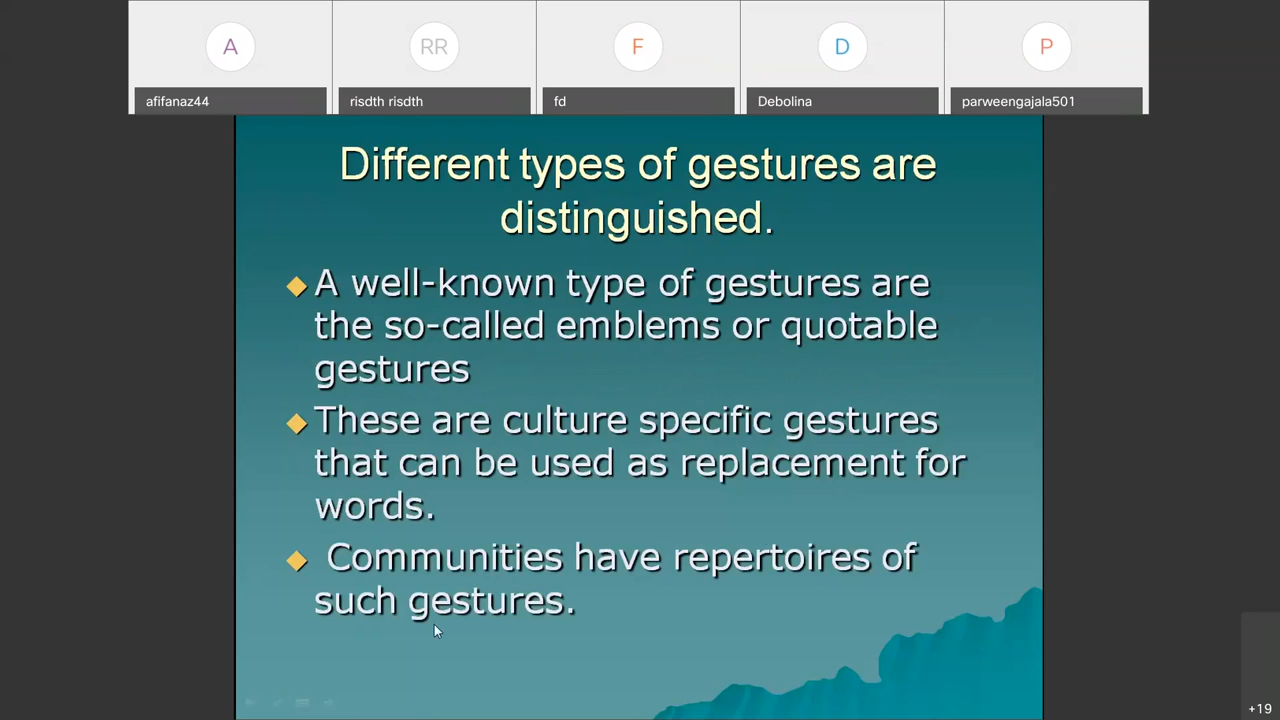 A
RR
F
D
P
afifanaz44
risdth risdth
fd
Debolina
parweengajala501
Different types of gestures are
distinguished.
A well-known type of gestures are
the so-called emblems or quotable
gestures
These are culture specific gestures
that can be used as replacement for
words.
Communities have repertoires of
such gestures.
+19